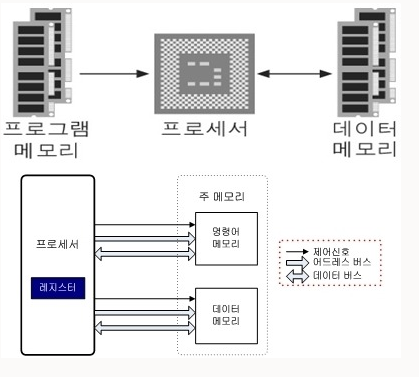 프로그램
메모리
프로세서
데이터
메모리
주 메모리
프로세서
레지스터
명령어
메모리
데이터
메모리
제어신호
어드레스 버스
데이터 버스